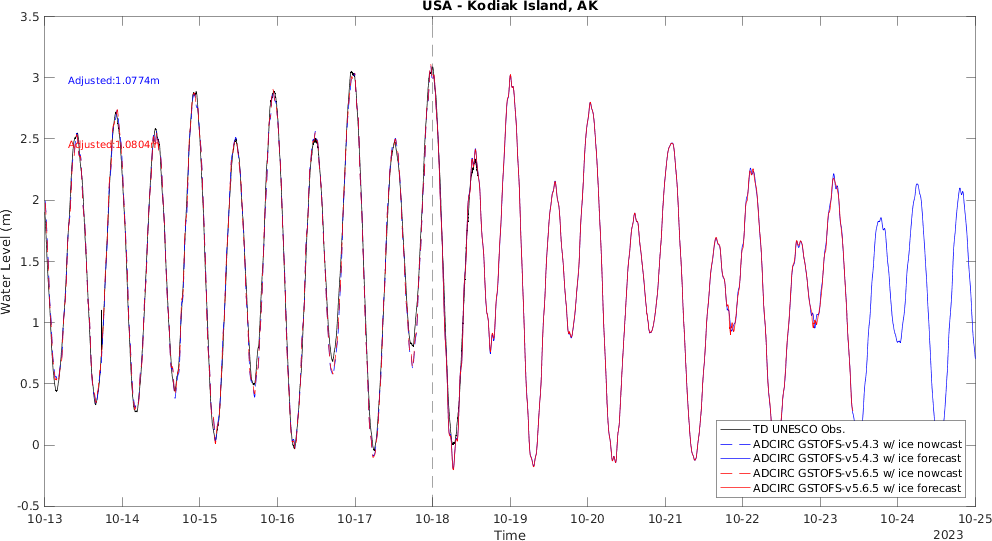 USA - Kodiak Island, AK
3.5
3
2.5
2
1.5
1
0.5
0
-0.5
Water Level (m)
Adjusted:1.0774m
Adjusted:1.0804m
TD UNESCO Obs.
ADCIRC GSTOFS-v5.4.3 w/ ice nowcast
ADCIRC GSTOFS-v5.4.3 w/ ice forecast
ADCIRC GSTOFS-v5.6.5 w/ ice nowcast
ADCIRC GSTOFS-v5.6.5 w/ ice forecast
10-13 10-14 10-15 10-16 10-17 10-18 10-19 10-20 10-21 10-22 10-23 10-24 10-25
Time
2023